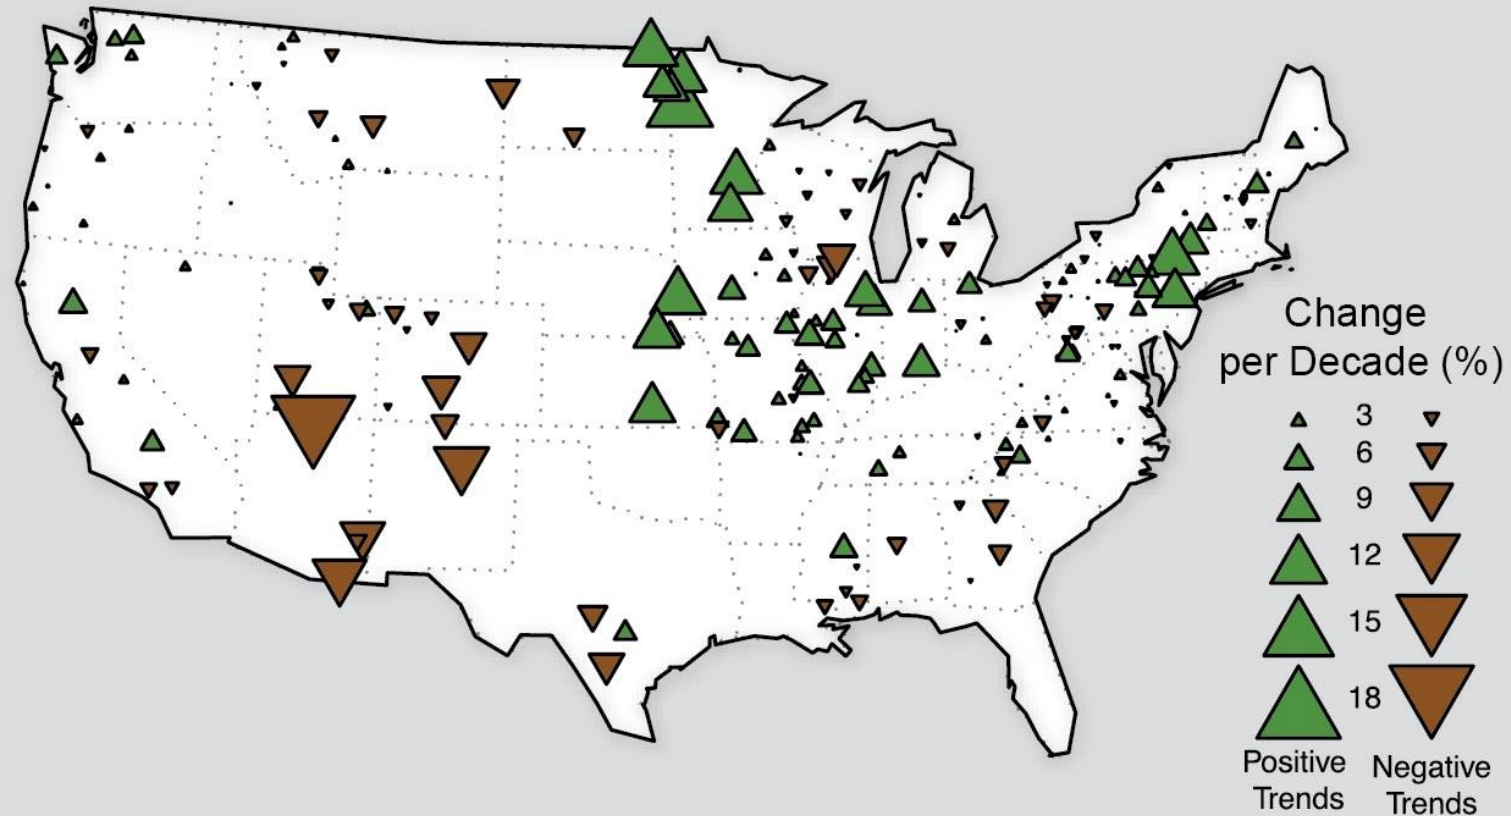 Change
per Decade (%)
3
6
9
12
15
18
Positive
Trends
Negative
Trends